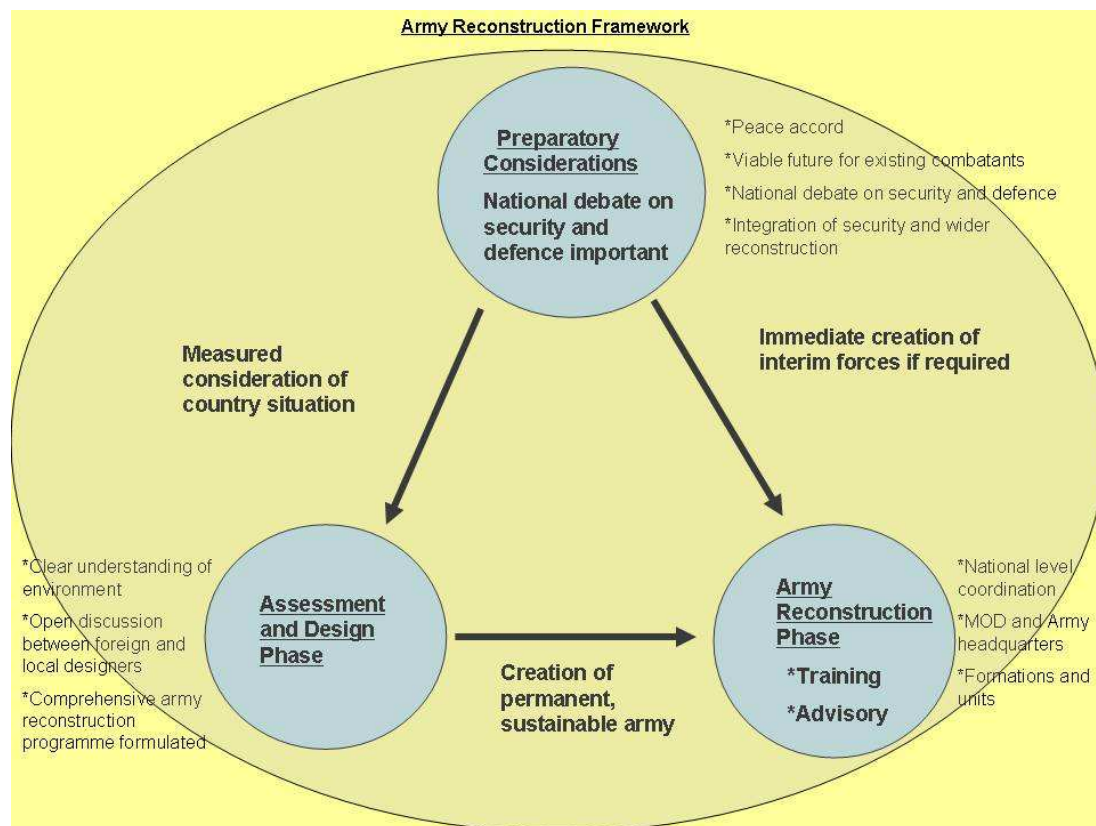 Army Reconstruction Framework
Preparatory
Considerations
National debate on
security and
defence important
*Peace accord
*Viable future for existing combatants
*National debate on security and defence
*Integration of security and wider
reconstruction
Measured
consideration of
country situation
Immediate creation of
interim forces if required
*Clear understanding of
environment
*Open discussion
between foreign and
local designers
*Comprehensive army
reconstruction
programme formulated
Assessment
and Design
Phase
Creation of
permanent,
sustainable army
Army
Reconstruction
Phase
*Training
*Advisory
*National level
coordination
*MOD and Army
headquarters
*Formations and
units